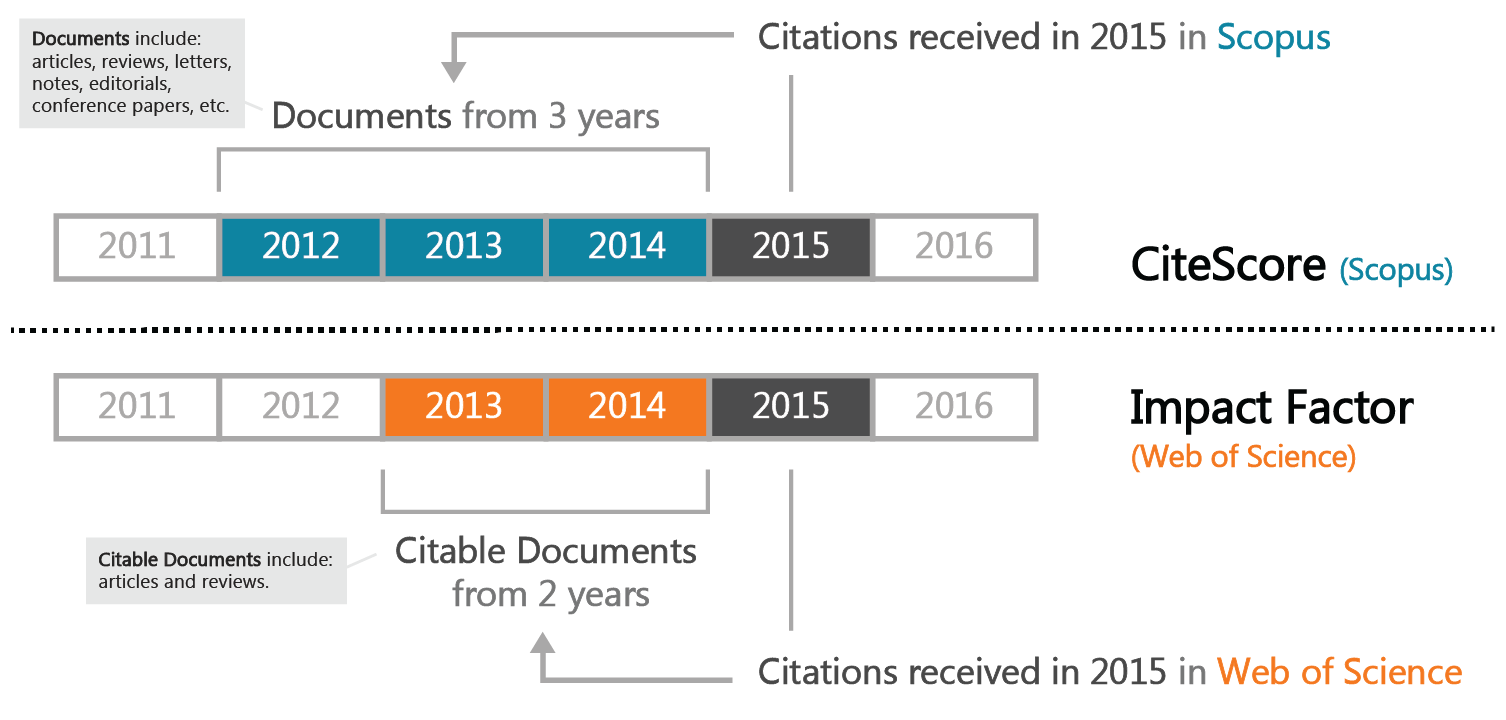 Documents include:
articles, reviews, letters,
notes, editorials,
conference papers, etc.
Citations received in 2015 in Scopus
Documents from 3 years
2011 2012 2013 2014 2015 2016
CiteScore (Scopus)
2011 2012 2013 2014 2015 2016
Impact Factor
(Web of Science)
Citable Documents include:
articles and reviews.
Citable Documents
from 2 years
Citations received in 2015 in Web of Science